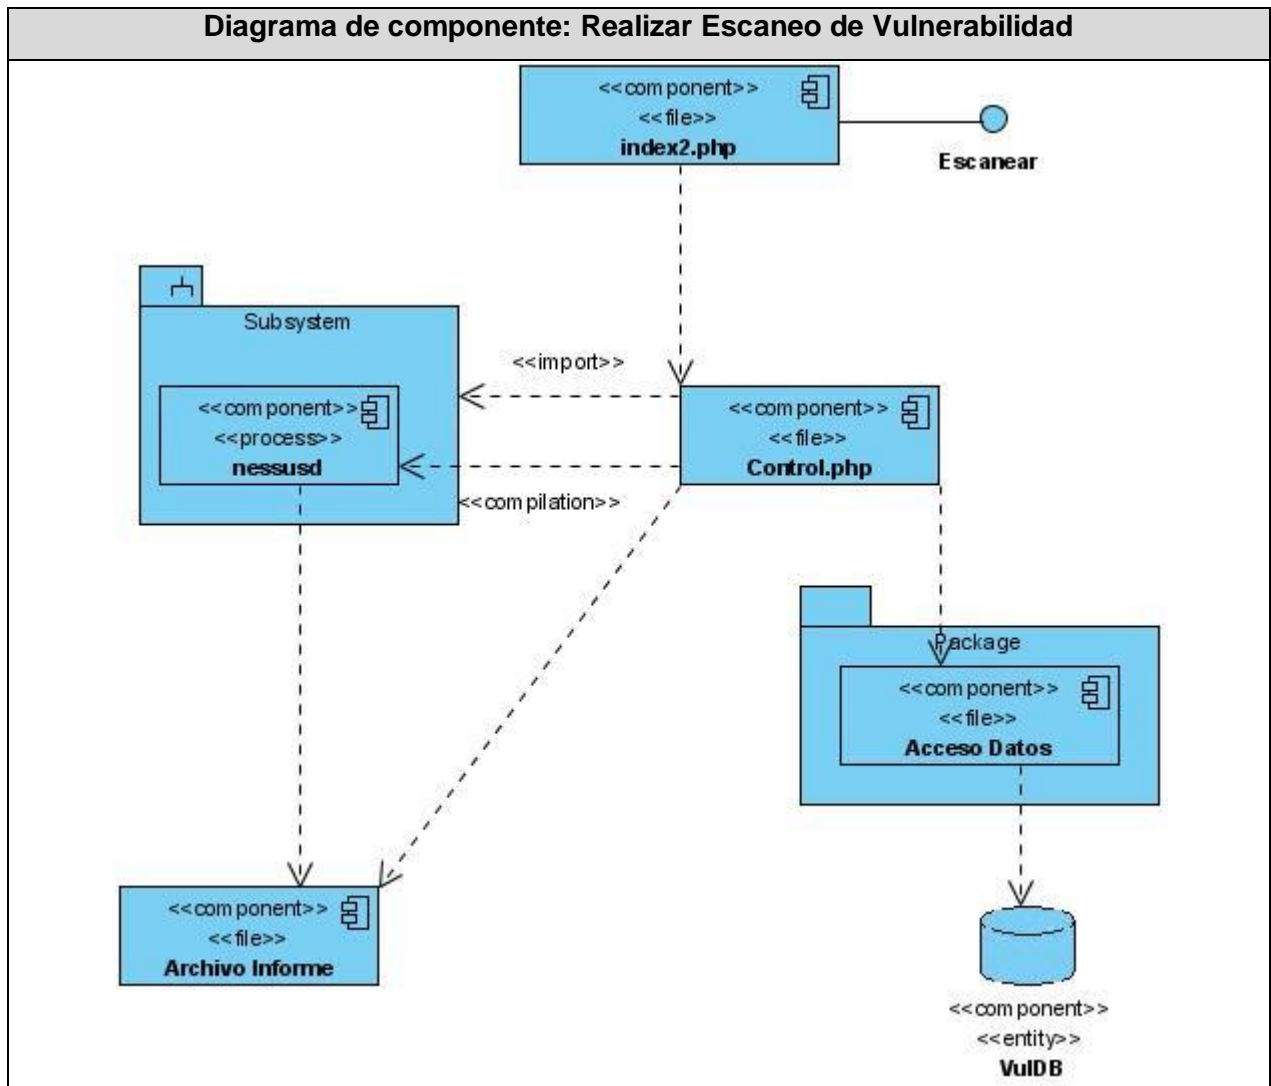 Diagrama de componente: Realizar Escaneo de Vulnerabilidad
<<component>>
<<file>>
index2.php
Escanear
Subsystem
<<import>>
<<component>>
<<process>>
nessusd
<<component>>
<<file>>
Control.php
<<compilation>>
Package
<<component>>
<<file>>
Acceso Datos
<<component>>
<<file>>
Archivo Informe
<<component>>
<<entity>>
VulDB